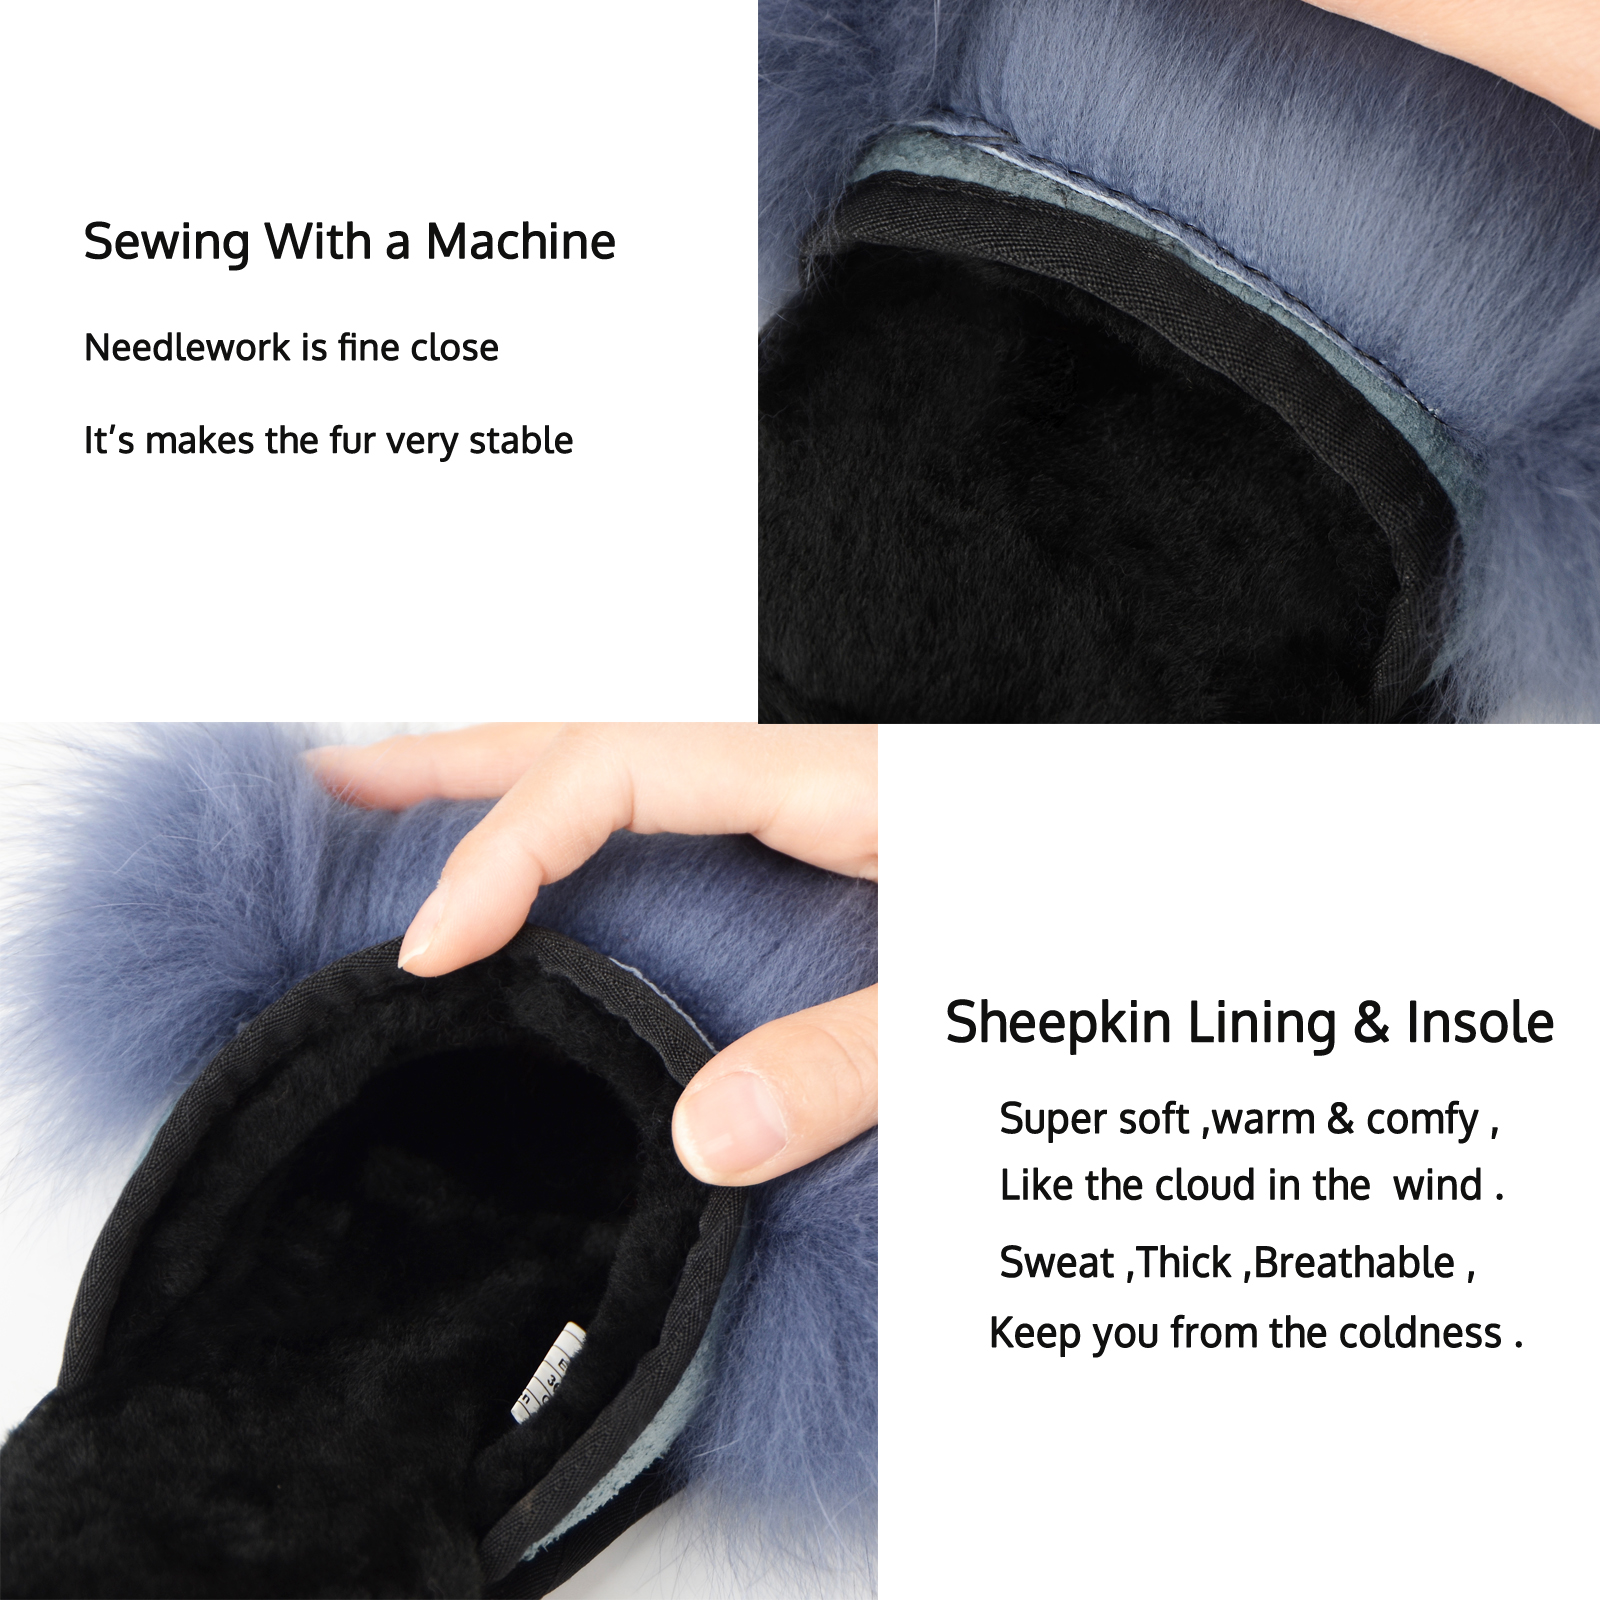 Sewing With a Machine
Needlework is fine close
It’s makes the fur very stable
Sheepkin Lining & Insole
Super soft ,warm & comfy ,
Like the cloud in the  wind .
Sweat ,Thick ,Breathable ,
Keep you from the coldness .